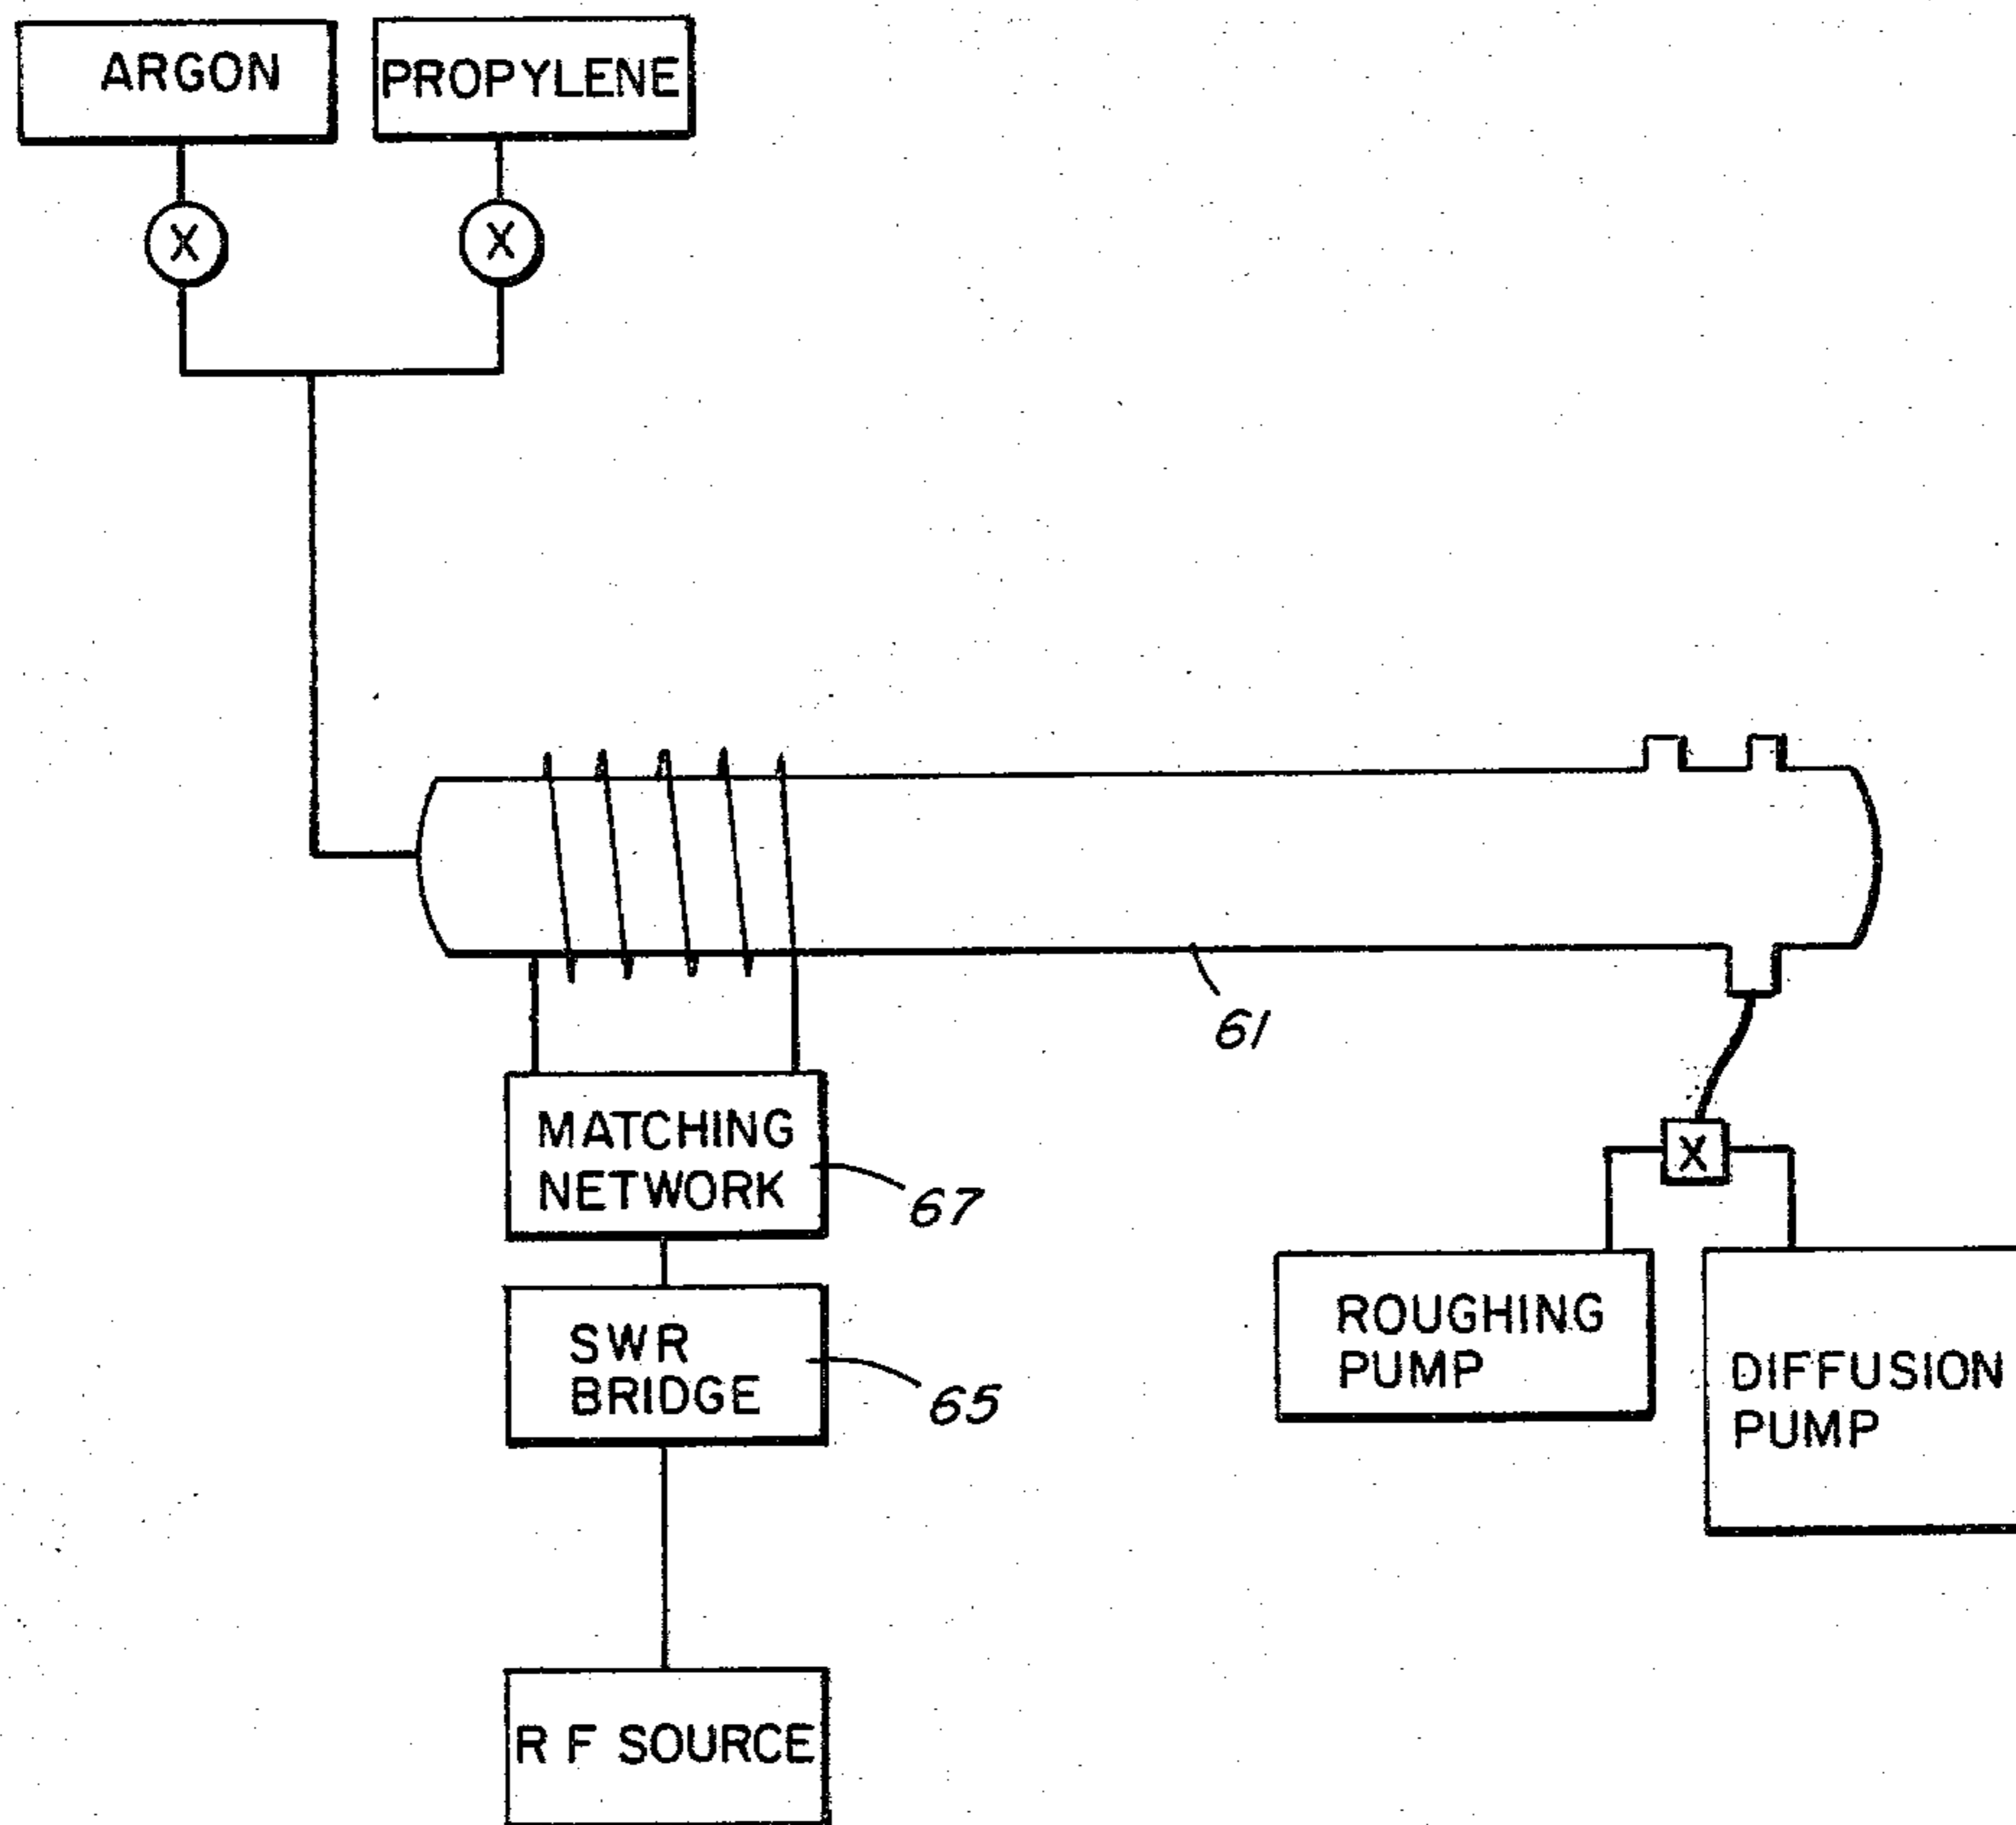 ARGON
PROPYLENE
X
X
61
MATCHING
NETWORK
67
X
SWR
BRIDGE
65
ROUGHING
PUMP
DIFFUSION
PUMP
R F SOURCE